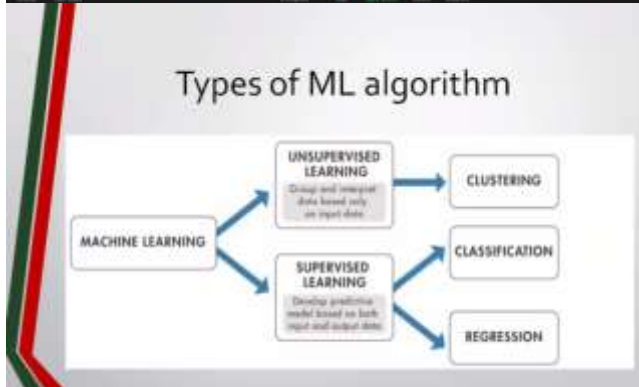 Types of ML algorithm
UNSUPERVISED
LEARNING
Group and interpret
data based only
on input data
CLUSTERING
MACHINE LEARNING
CLASSIFICATION
SUPERVISED
LEARNING
Develop predictive
model based on both
input and output data
REGRESSION